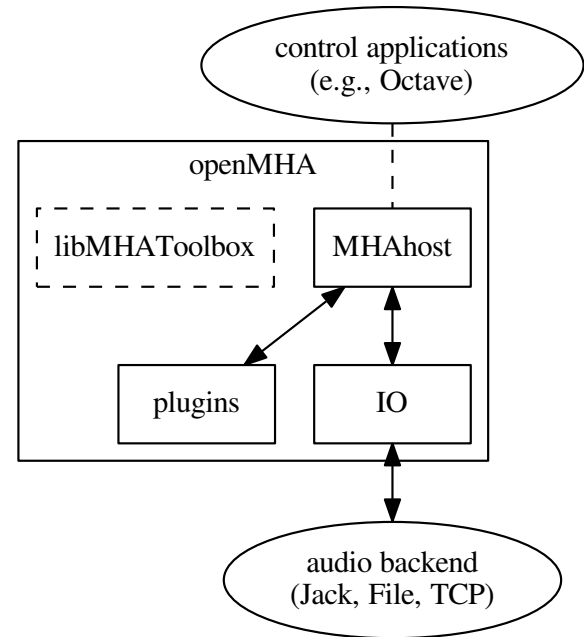 control applications
(e.g., Octave)
openMHA
libMHAToolbox
MHAhost
plugins
IO
audio backend
(Jack, File, TCP)